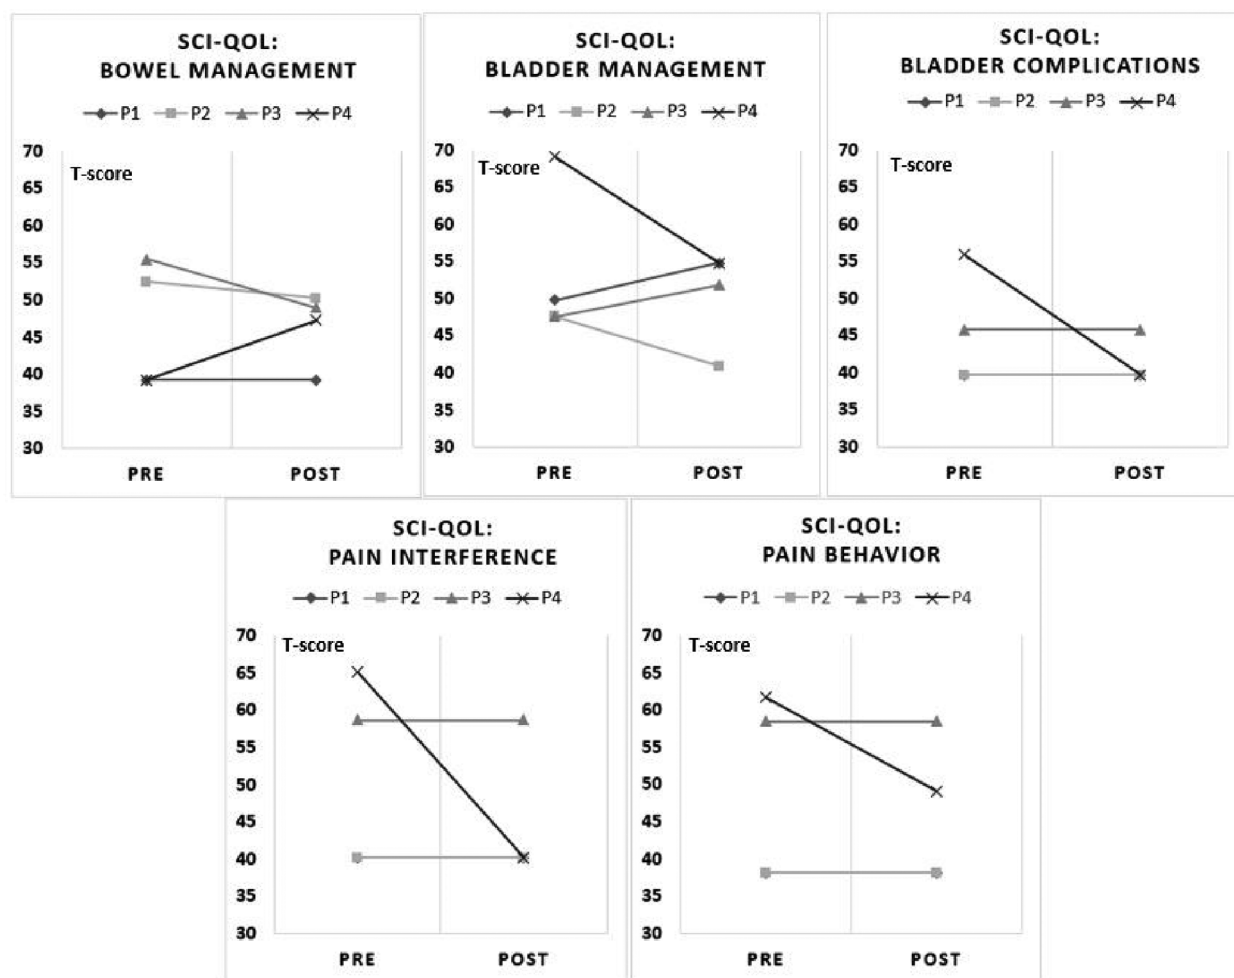 SCI-QOL:
BOWEL MANAGEMENT
P1 P2 P3 P4
T-score
70
65
60
55
50
45
40
35
30
PRE POST
SCI-QOL:
BLADDER MANAGEMENT
P1 P2 P3 P4
T-score
70
65
60
55
50
45
40
35
30
PRE POST
SCI-QOL:
BLADDER COMPLICATIONS
P1 P2 P3 P4
T-score
70
65
60
55
50
45
40
35
30
PRE POST
SCI-QOL:
PAIN INTERFERENCE
P1 P2 P3 P4
T-score
70
65
60
55
50
45
40
35
30
PRE POST
SCI-QOL:
PAIN BEHAVIOR
P1 P2 P3 P4
T-score
70
65
60
55
50
45
40
35
30
PRE POST